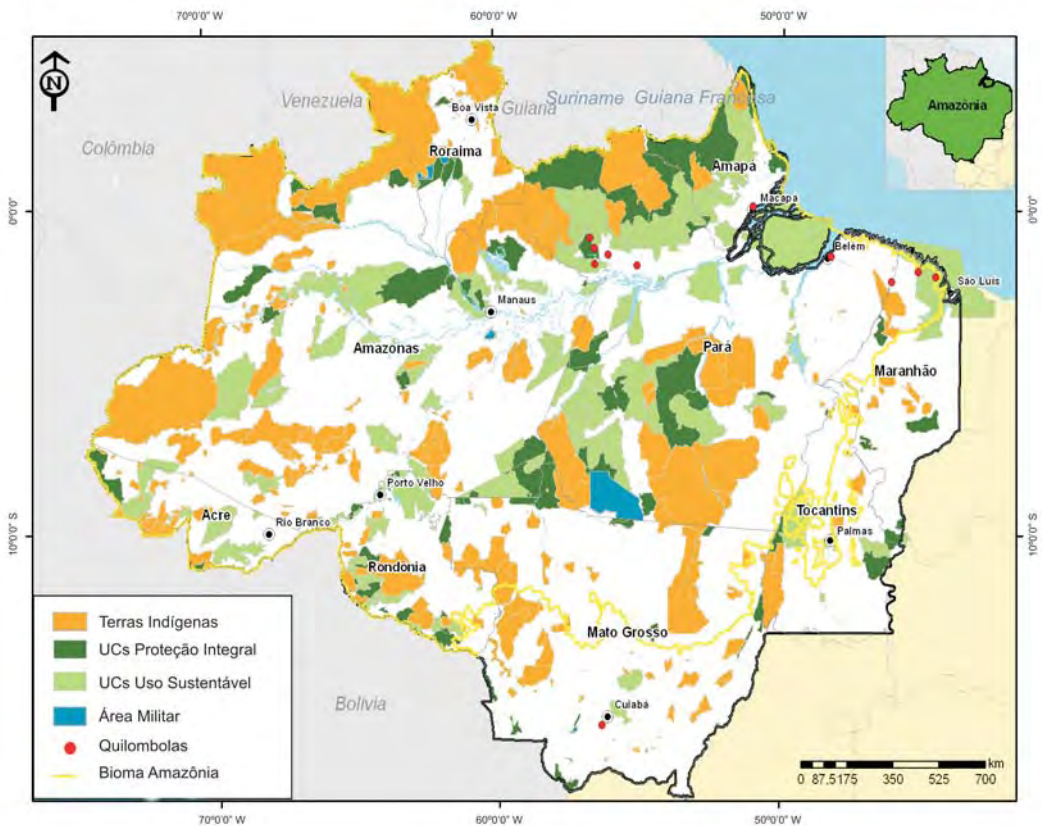 70°0'0" W
60°0'0" W
50°0'0" W
N
Venezuela
Guiana
Suriname
Guiana Francesa
Colômbia
Boa Vista
Roraima
Amapá
Amazônia
0°0'0"
Macapá
0°0'0"
Belém
São Luís
Manaus
Amazonas
Pará
Maranhão
Porto Velho
Acre
Rio Branco
Tocantins
Palmas
10°0'0" S
10°0'0" S
Rondônia
Mato Grosso
Bolívia
Cuiabá
Terras Indígenas
UCs Proteção Integral
UCs Uso Sustentável
Área Militar
Quilombolas
Bioma Amazônia
km
0 87,5 175 350 525 700
70°0'0" W
60°0'0" W
50°0'0" W